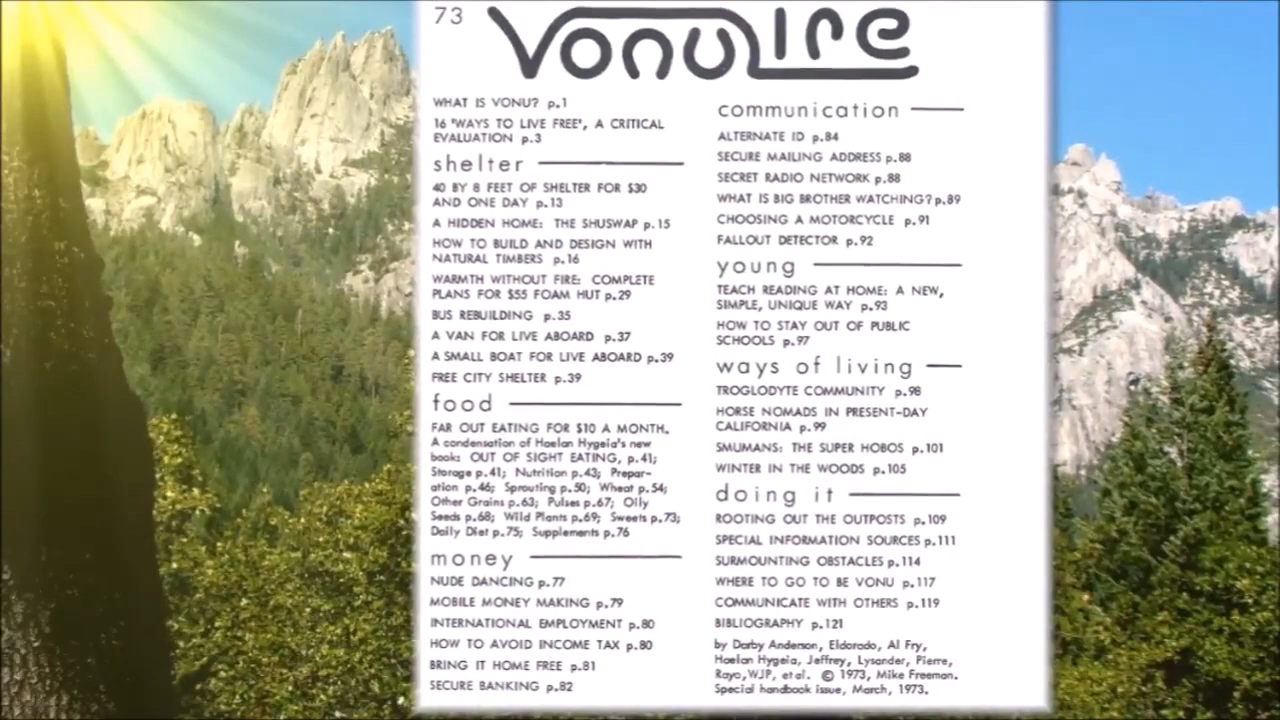 73
VONULIFE
WHAT IS VONU? p.1
16 "WAYS TO LIVE FREE", A CRITICAL
EVALUATION p.3
shelter
40 BY 8 FEET OF SHELTER FOR $30
AND ONE DAY p.13
A HIDDEN HOME: THE SHUSWAP p.15
HOW TO BUILD AND DESIGN WITH
NATURAL TIMBERS p.16
WARMTH WITHOUT FIRE: COMPLETE
PLANS FOR $55 FOAM HUT p.29
BUS REBUILDING p.35
A VAN FOR LIVE ABOARD p.37
A SMALL BOAT FOR LIVE ABOARD p.39
FREE CITY SHELTER p.39
food
FAR OUT EATING FOR $10 A MONTH.
A condensation of Haelan Hygeia's new
book: OUT OF SIGHT EATING, p.41;
Storage p.41; Nutrition p.43; Prepar-
ation p.46; Sprouting p.50; Wheat p.54;
Other Grains p.63; Pulses p.67; Oily
Seeds p.68; Wild Plants p.69; Sweets p.73;
Daily Diet p.75; Supplements p.76
money
NUDE DANCING p.77
MOBILE MONEY MAKING p.79
INTERNATIONAL EMPLOYMENT p.80
HOW TO AVOID INCOME TAX p.80
BRING IT HOME FREE p.81
SECURE BANKING p.82
communication
ALTERNATE ID p.84
SECURE MAILING ADDRESS p.88
SECRET RADIO NETWORK p.88
WHAT IS BIG BROTHER WATCHING? p.89
CHOOSING A MOTORCYCLE p.91
FALLOUT DETECTOR p.92
young
TEACH READING AT HOME: A NEW,
SIMPLE, UNIQUE WAY p.93
HOW TO STAY OUT OF PUBLIC
SCHOOLS p.97
ways of living
TROGLODYTE COMMUNITY p.98
HORSE NOMADS IN PRESENT-DAY
CALIFORNIA p.99
SMUMANS: THE SUPER HOBOS p.101
WINTER IN THE WOODS p.105
doing it
ROOTING OUT THE OUTPOSTS p.109
SPECIAL INFORMATION SOURCES p.111
SURMOUNTING OBSTACLES p.114
WHERE TO GO TO BE VONU p.117
COMMUNICATE WITH OTHERS p.119
BIBLIOGRAPHY p.121
by Darby Anderson, Eldorado, Al Fry,
Haelan Hygeia, Jeffrey, Lysander, Pierre,
Rayo, WJP, et al. © 1973, Mike Freeman.
Special handbook issue, March, 1973.